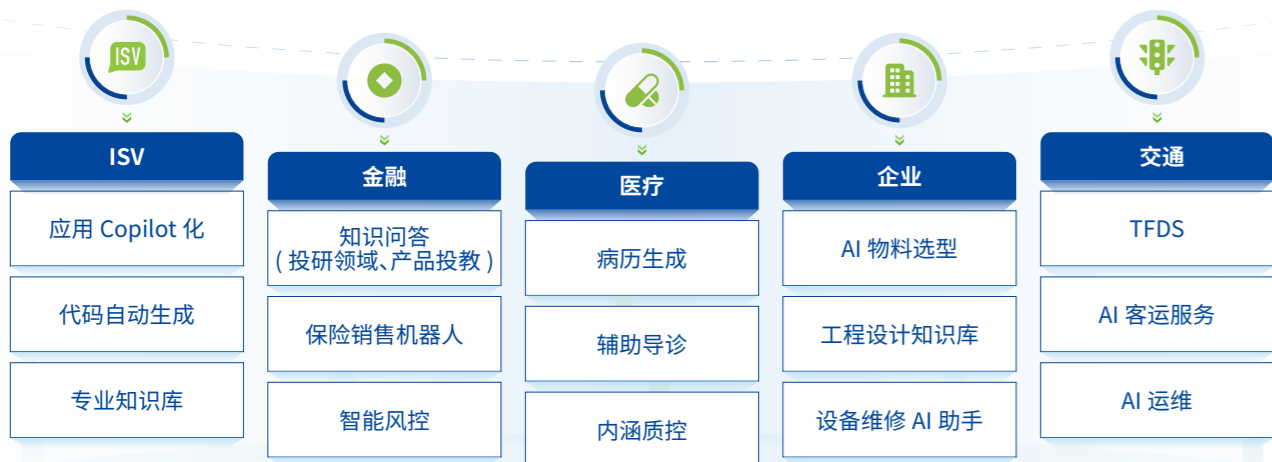 ISV
ISV
应用 Copilot 化
代码自动生成
专业知识库
金融
知识问答
( 投研领域、产品投教 )
保险销售机器人
智能风控
医疗
病历生成
辅助导诊
内涵质控
企业
AI 物料选型
工程设计知识库
设备维修 AI 助手
交通
TFDS
AI 客运服务
AI 运维